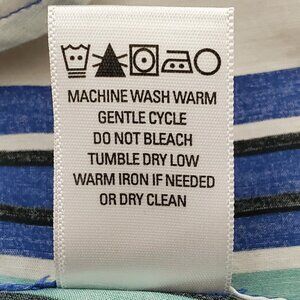 MACHINE WASH WARM
GENTLE CYCLE
DO NOT BLEACH
TUMBLE DRY LOW
WARM IRON IF NEEDED
OR DRY CLEAN